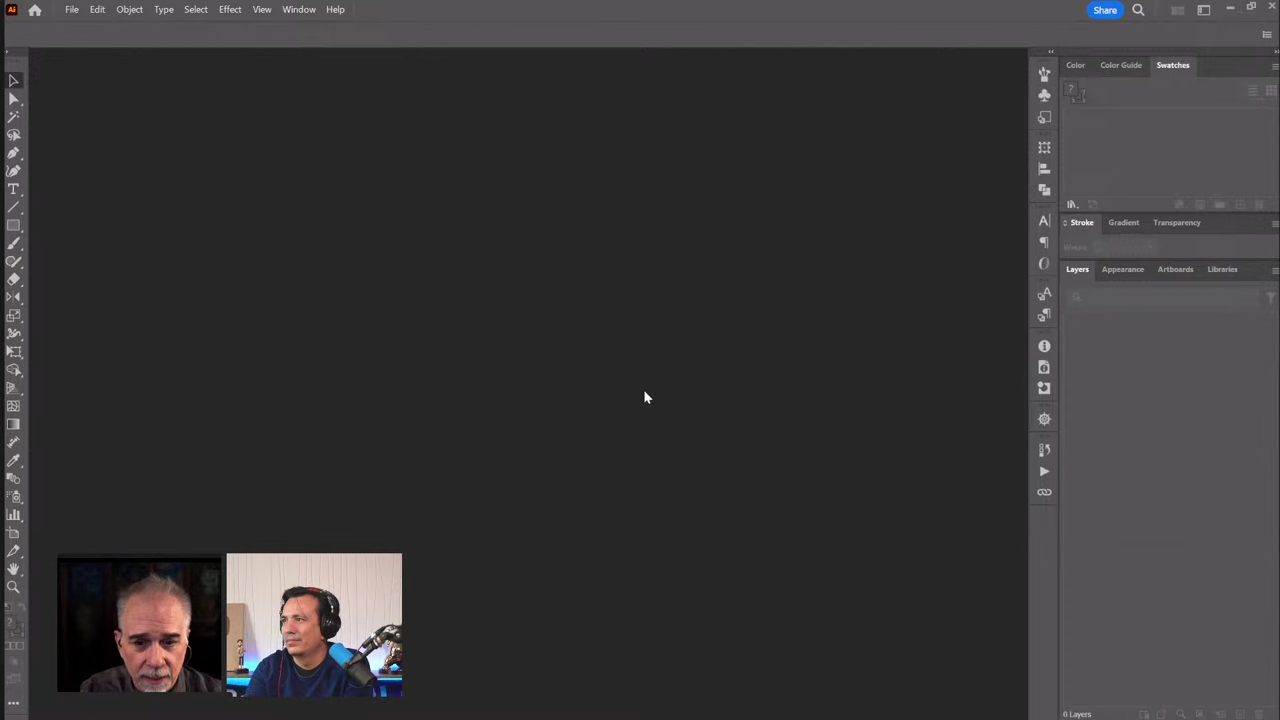 Ai File Edit Object Type Select Effect View Window Help Share
Color Color Guide Swatches
?
Stroke Gradient Transparency
Layers Appearance Artboards Libraries
0 Layers